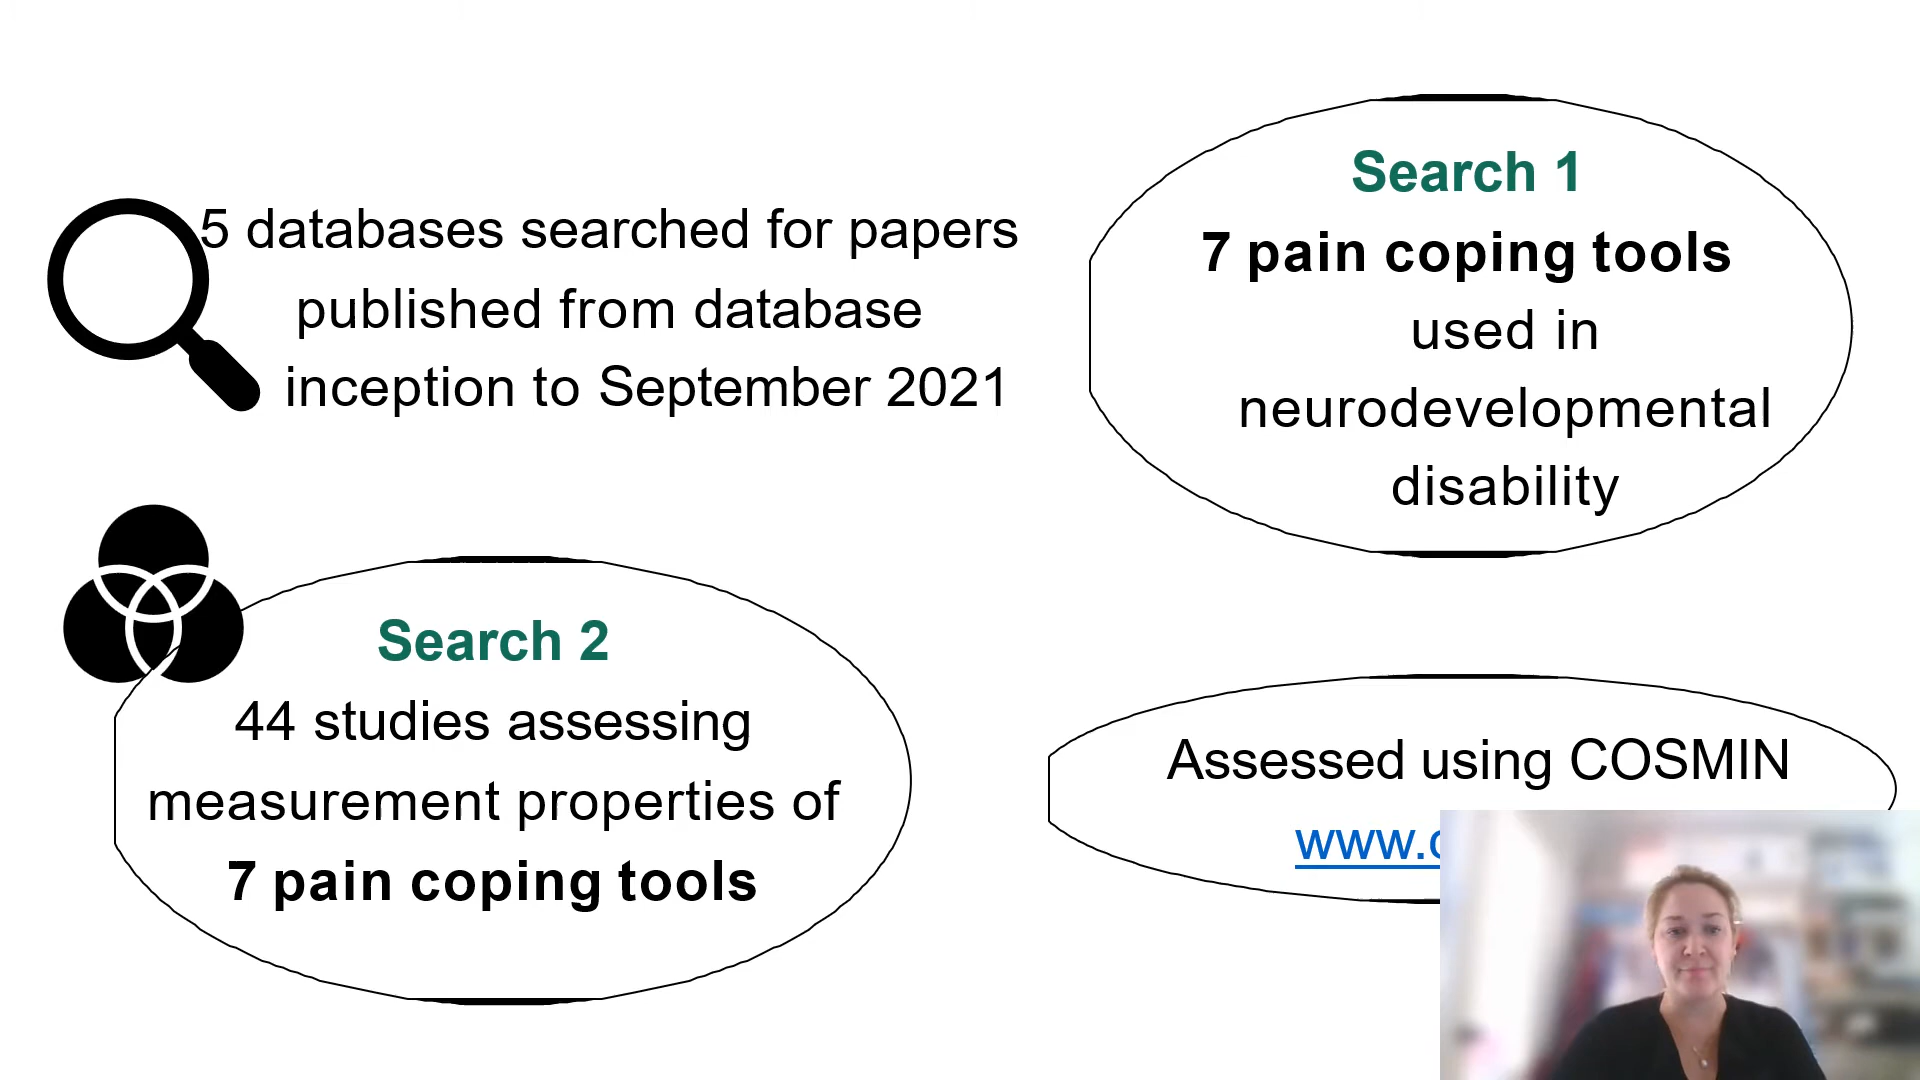 5 databases searched for papers
published from database
inception to September 2021
Search 1
7 pain coping tools
used in
neurodevelopmental
disability
Search 2
44 studies assessing
measurement properties of
7 pain coping tools
Assessed using COSMIN